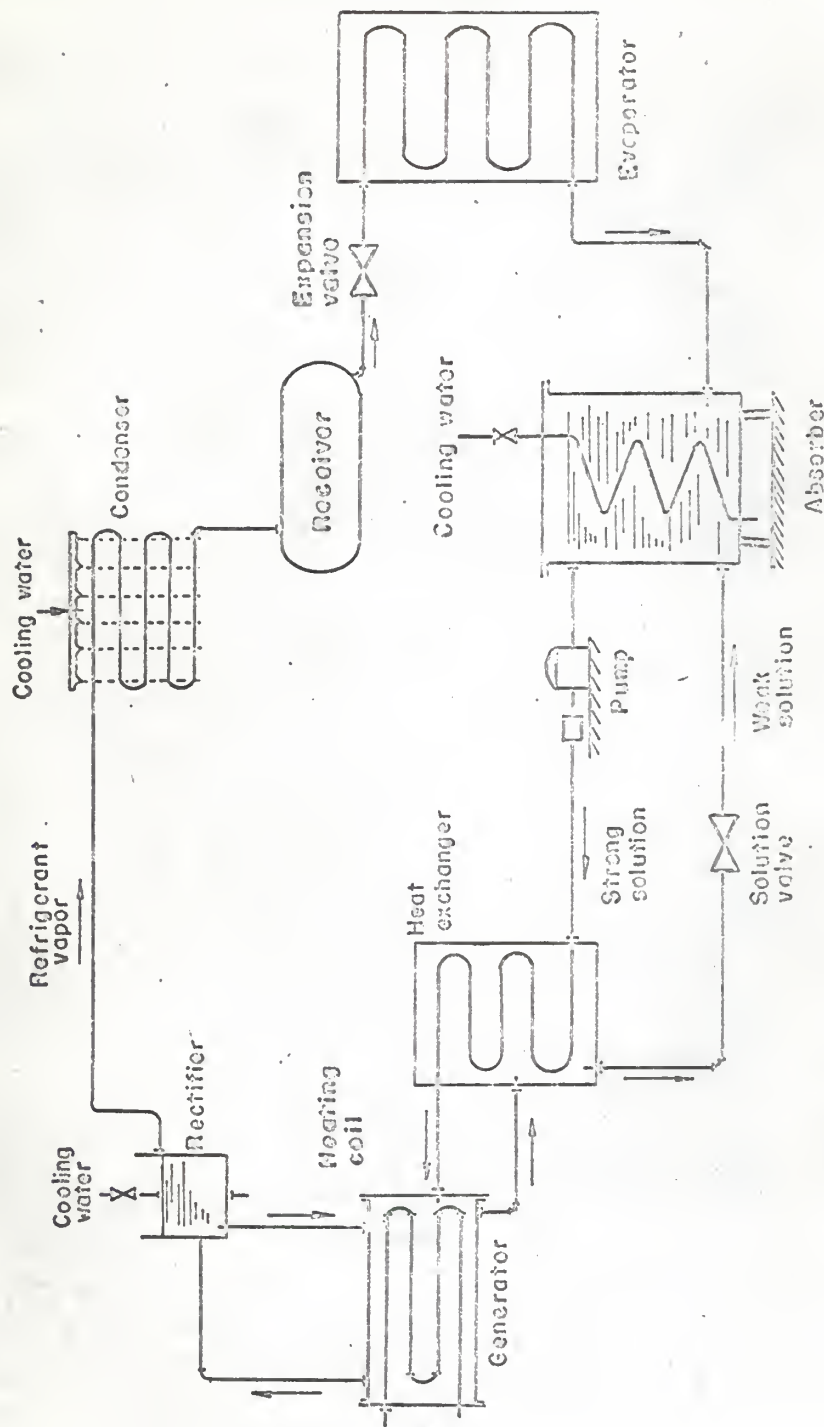 Cooling water
Condenser
Refrigerant
vapor
Cooling
water
Rectifier
Receiver
Expansion
valve
Evaporator
Heating
coil
Generator
Heat
exchanger
Strong
solution
Pump
Cooling water
Solution
valve
Weak
solution
Absorber